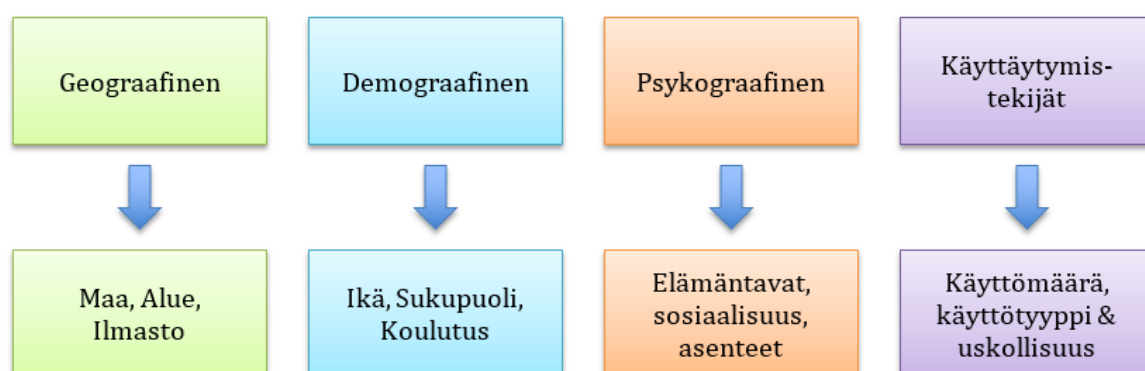 Geograafinen
Demograafinen
Psykograafinen
Käyttäytymis-
tekijät
Maa, Alue,
Ilmasto
Ikä, Sukupuoli,
Koulutus
Elämäntavat,
sosiaalisuus,
asenteet
Käyttömäärä,
käyttötyyppi &
uskollisuus